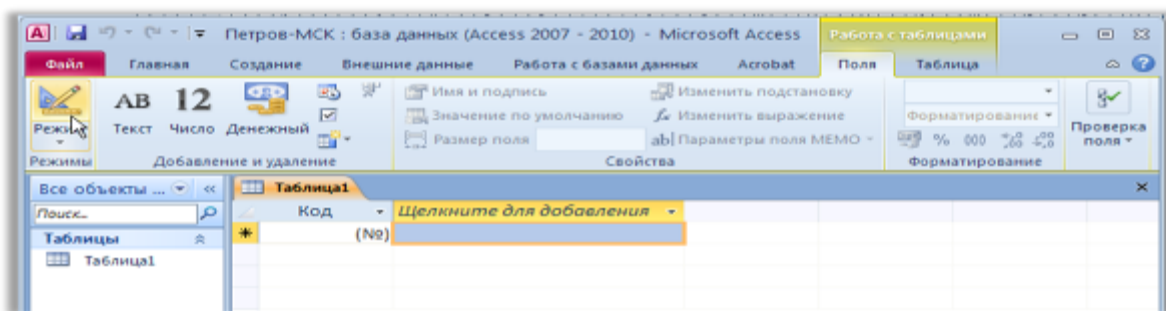 Петров-МСК : база данных (Access 2007 - 2010) - Microsoft Access
Работа с таблицами
Файл Главная Создание Внешние данные Работа с базами данных Acrobat Поля Таблица
Режим
AB Текст
12 Число
Денежный
Имя и подпись
Значение по умолчанию
Размер поля
Изменить подстановку
Изменить выражение
ab| Параметры поля МЕМО
Форматирование
% 000
Проверка поля
Режимы Добавление и удаление Свойства Форматирование
Все объекты ...
Таблица1
Поиск...
Код Щелкните для добавления
Таблицы
(№)
Таблица1